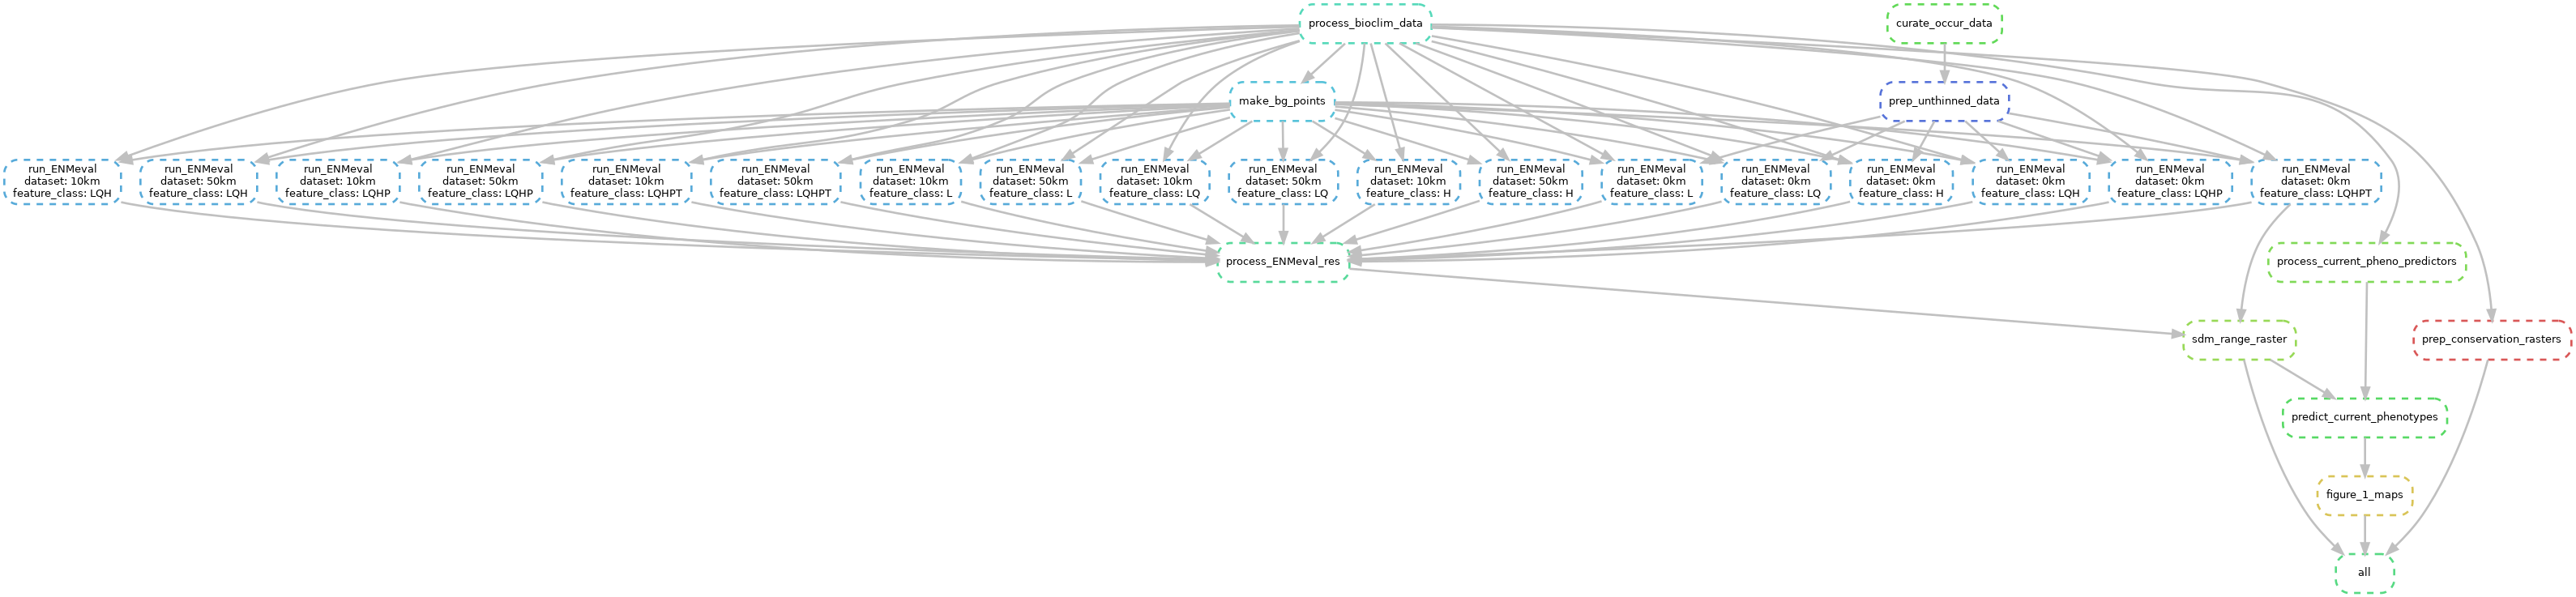 process_bioclim_data
curate_occur_data
make_bg_points
prep_unthinned_data
run_ENMeval
dataset: 10km
feature_class: LQH
run_ENMeval
dataset: 50km
feature_class: LQH
run_ENMeval
dataset: 10km
feature_class: LQHP
run_ENMeval
dataset: 50km
feature_class: LQHP
run_ENMeval
dataset: 10km
feature_class: LQHPT
run_ENMeval
dataset: 50km
feature_class: LQHPT
run_ENMeval
dataset: 10km
feature_class: L
run_ENMeval
dataset: 50km
feature_class: L
run_ENMeval
dataset: 10km
feature_class: LQ
run_ENMeval
dataset: 50km
feature_class: LQ
run_ENMeval
dataset: 10km
feature_class: H
run_ENMeval
dataset: 50km
feature_class: H
run_ENMeval
dataset: 0km
feature_class: L
run_ENMeval
dataset: 0km
feature_class: LQ
run_ENMeval
dataset: 0km
feature_class: H
run_ENMeval
dataset: 0km
feature_class: LQH
run_ENMeval
dataset: 0km
feature_class: LQHP
run_ENMeval
dataset: 0km
feature_class: LQHPT
process_ENMeval_res
process_current_pheno_predictors
sdm_range_raster
prep_conservation_rasters
predict_current_phenotypes
figure_1_maps
all